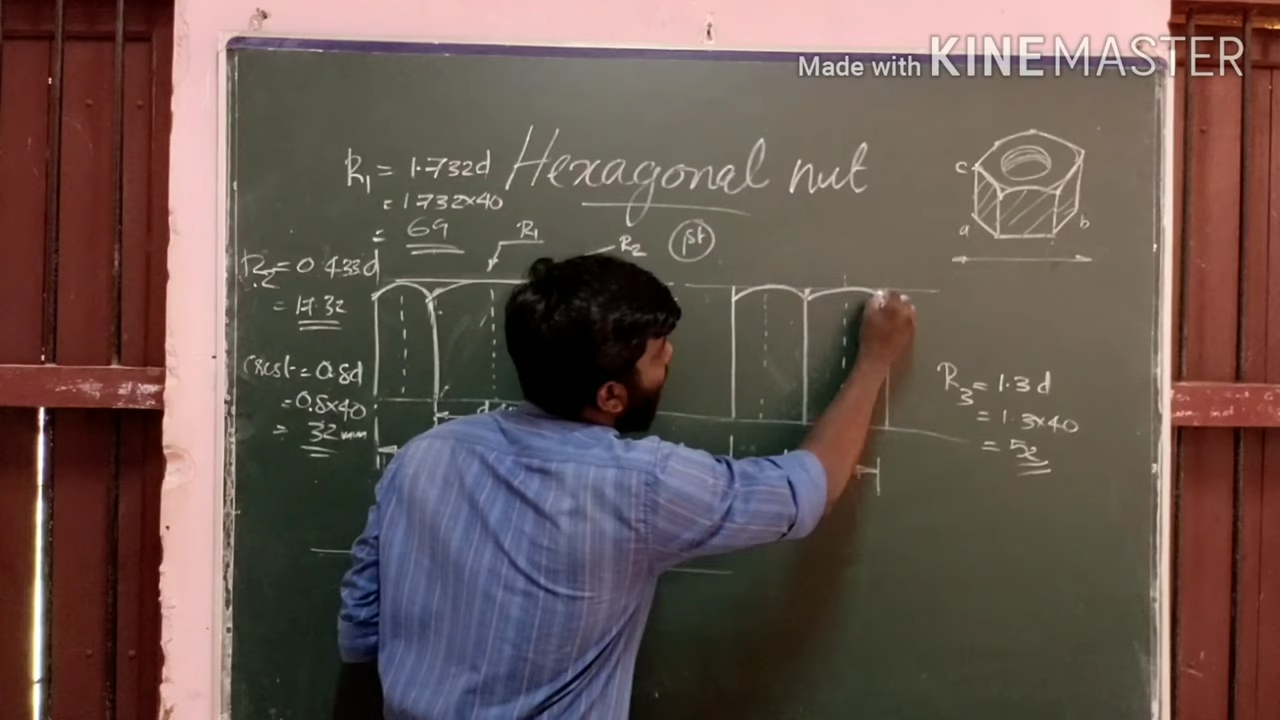 Made with KINEMASTER
Hexagonal nut
R1 = 1.732d
= 1.732×40
= 69
R1
R2
1st
R2 = 0.433d
= 17.32
= 0.8d
= 0.8×40
= 32 mm
d
c
a
b
R3 = 1.3d
= 1.3×40
= 52